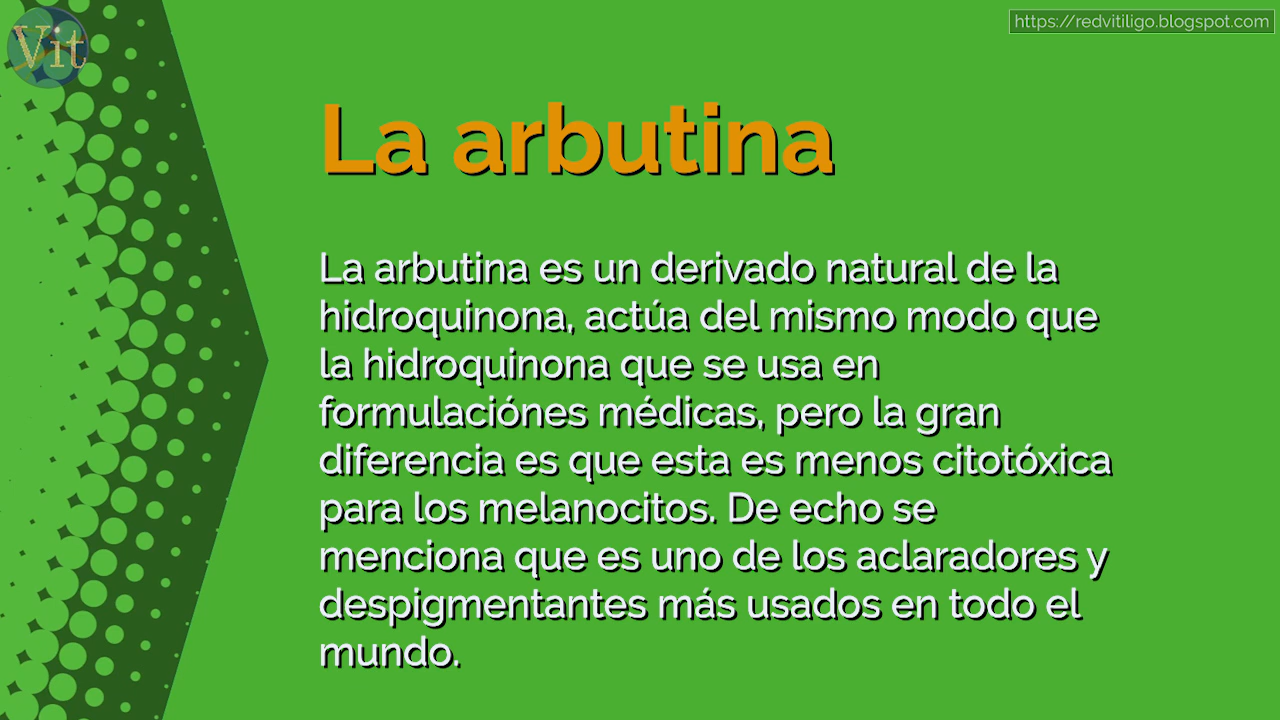 Vit
https://redvitiligo.blogspot.com
La arbutina
La arbutina es un derivado natural de la
hidroquinona, actúa del mismo modo que
la hidroquinona que se usa en
formulaciónes médicas, pero la gran
diferencia es que esta es menos citotóxica
para los melanocitos. De echo se
menciona que es uno de los aclaradores y
despigmentantes más usados en todo el
mundo.